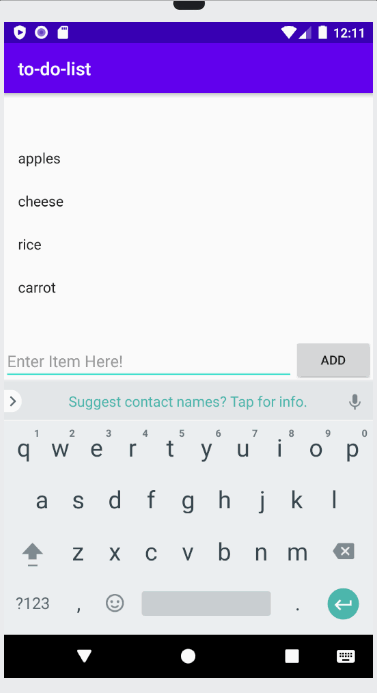 12:11
to-do-list
apples
cheese
rice
carrot
Enter Item Here!
ADD
Suggest contact names? Tap for info.
1 2 3 4 5 6 7 8 9 0
q w e r t y u i o p
a s d f g h j k l
z x c v b n m
?123 , .